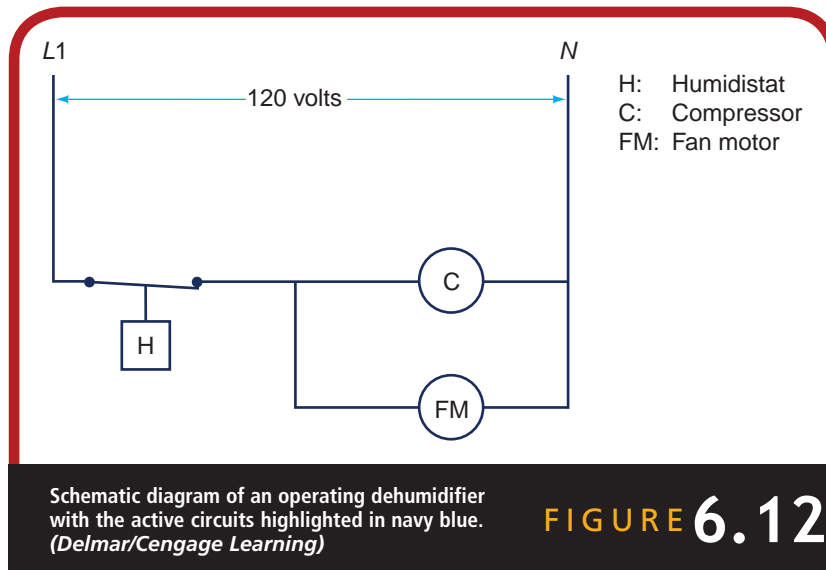 L1
N
120 volts
H: Humidistat
C: Compressor
FM: Fan motor
C
H
FM
Schematic diagram of an operating dehumidifier
with the active circuits highlighted in navy blue.
(Delmar/Cengage Learning)
FIGURE 6.12